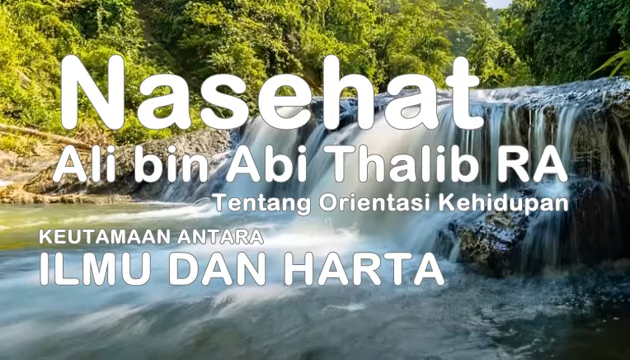 Nasehat
Ali bin Abi Thalib RA
Tentang Orientasi Kehidupan
KEUTAMAAN ANTARA
ILMU DAN HARTA